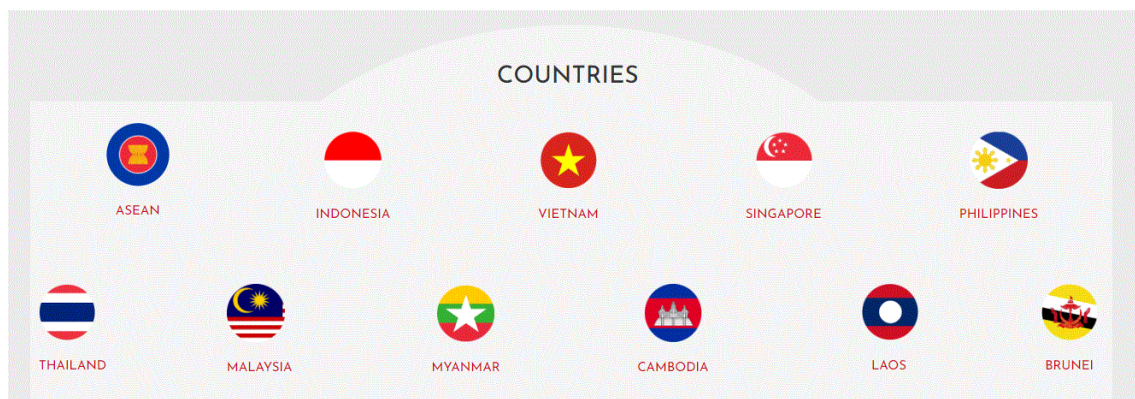 COUNTRIES
ASEAN
INDONESIA
VIETNAM
SINGAPORE
PHILIPPINES
THAILAND
MALAYSIA
MYANMAR
CAMBODIA
LAOS
BRUNEI